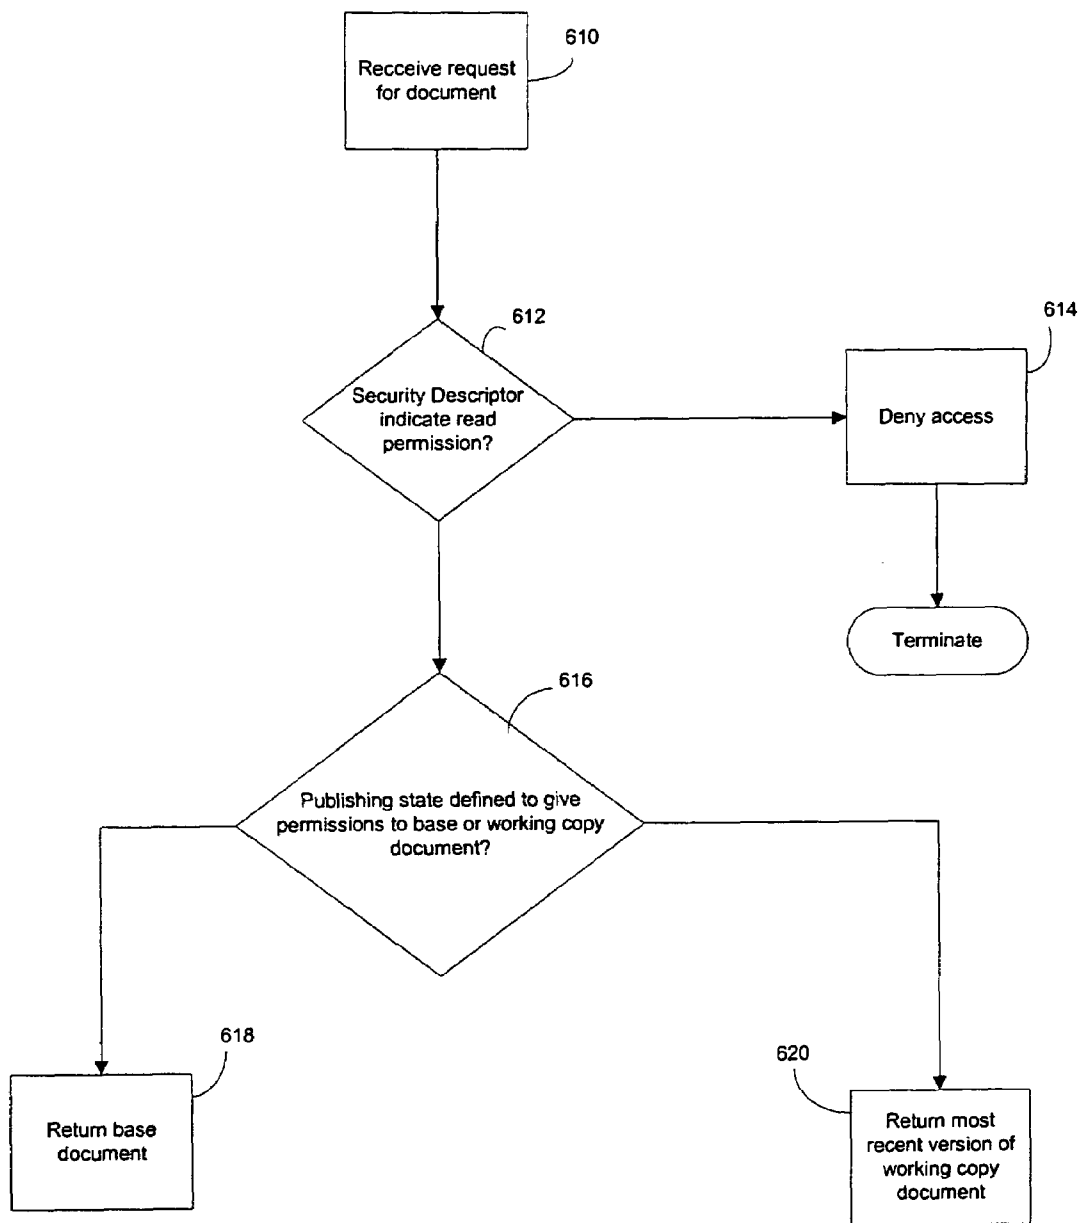 610
Recceive request
for document
612
Security Descriptor
indicate read
permission?
614
Deny access
Terminate
616
Publishing state defined to give
permissions to base or working copy
document?
618
Return base
document
620
Return most
recent version of
working copy
document